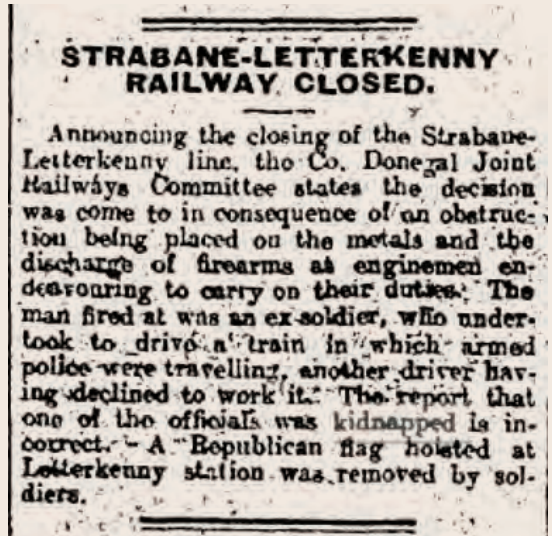 STRABANE-LETTERKENNY
RAILWAY CLOSED.
Announcing the closing of the Strabane-
Letterkenny line, the Co. Donegal Joint
Railways Committee states the decision
was come to in consequence of an obstruc-
tion being placed on the metals and the
discharge of firearms at enginemen en-
deavouring to carry on their duties. The
man fired at was an ex-soldier, who under-
took to drive a train in which armed
police were travelling, another driver hav-
ing declined to work it. The report that
one of the officials was kidnapped is in-
correct. A Republican flag hoisted at
Letterkenny station was removed by sol-
diers.